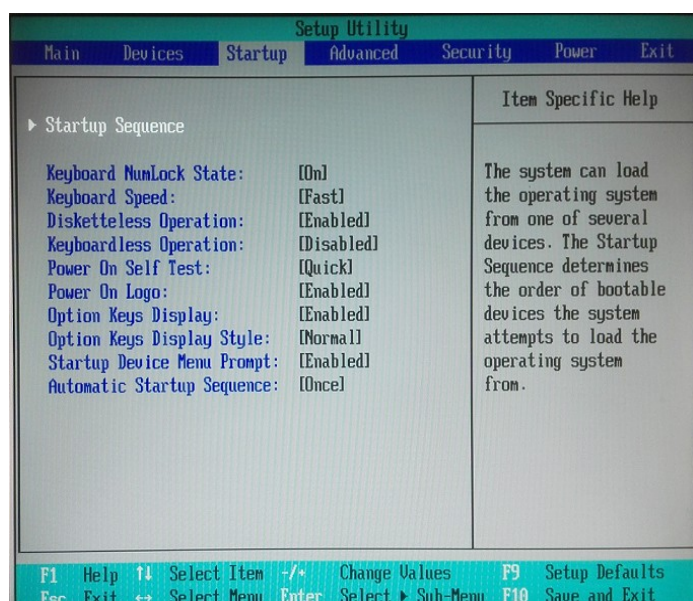 Setup Utility
Main Devices Startup Advanced Security Power Exit
Item Specific Help
▶ Startup Sequence
Keyboard NumLock State: [On]
Keyboard Speed: [Fast]
Disketteless Operation: [Enabled]
Keyboardless Operation: [Disabled]
Power On Self Test: [Quick]
Power On Logo: [Enabled]
Option Keys Display: [Enabled]
Option Keys Display Style: [Normal]
Startup Device Menu Prompt: [Enabled]
Automatic Startup Sequence: [Once]
The system can load
the operating system
from one of several
devices. The Startup
Sequence determines
the order of bootable
devices the system
attempts to load the
operating system
from.
F1 Help ↑↓ Select Item -/+ Change Values F9 Setup Defaults
Esc Exit ↔ Select Menu Enter Select ▶ Sub-Menu F10 Save and Exit